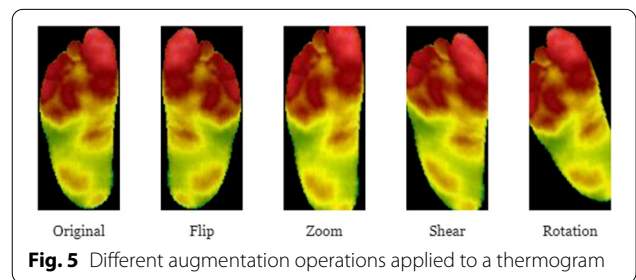 Original Flip Zoom Shear Rotation
Fig. 5 Different augmentation operations applied to a thermogram